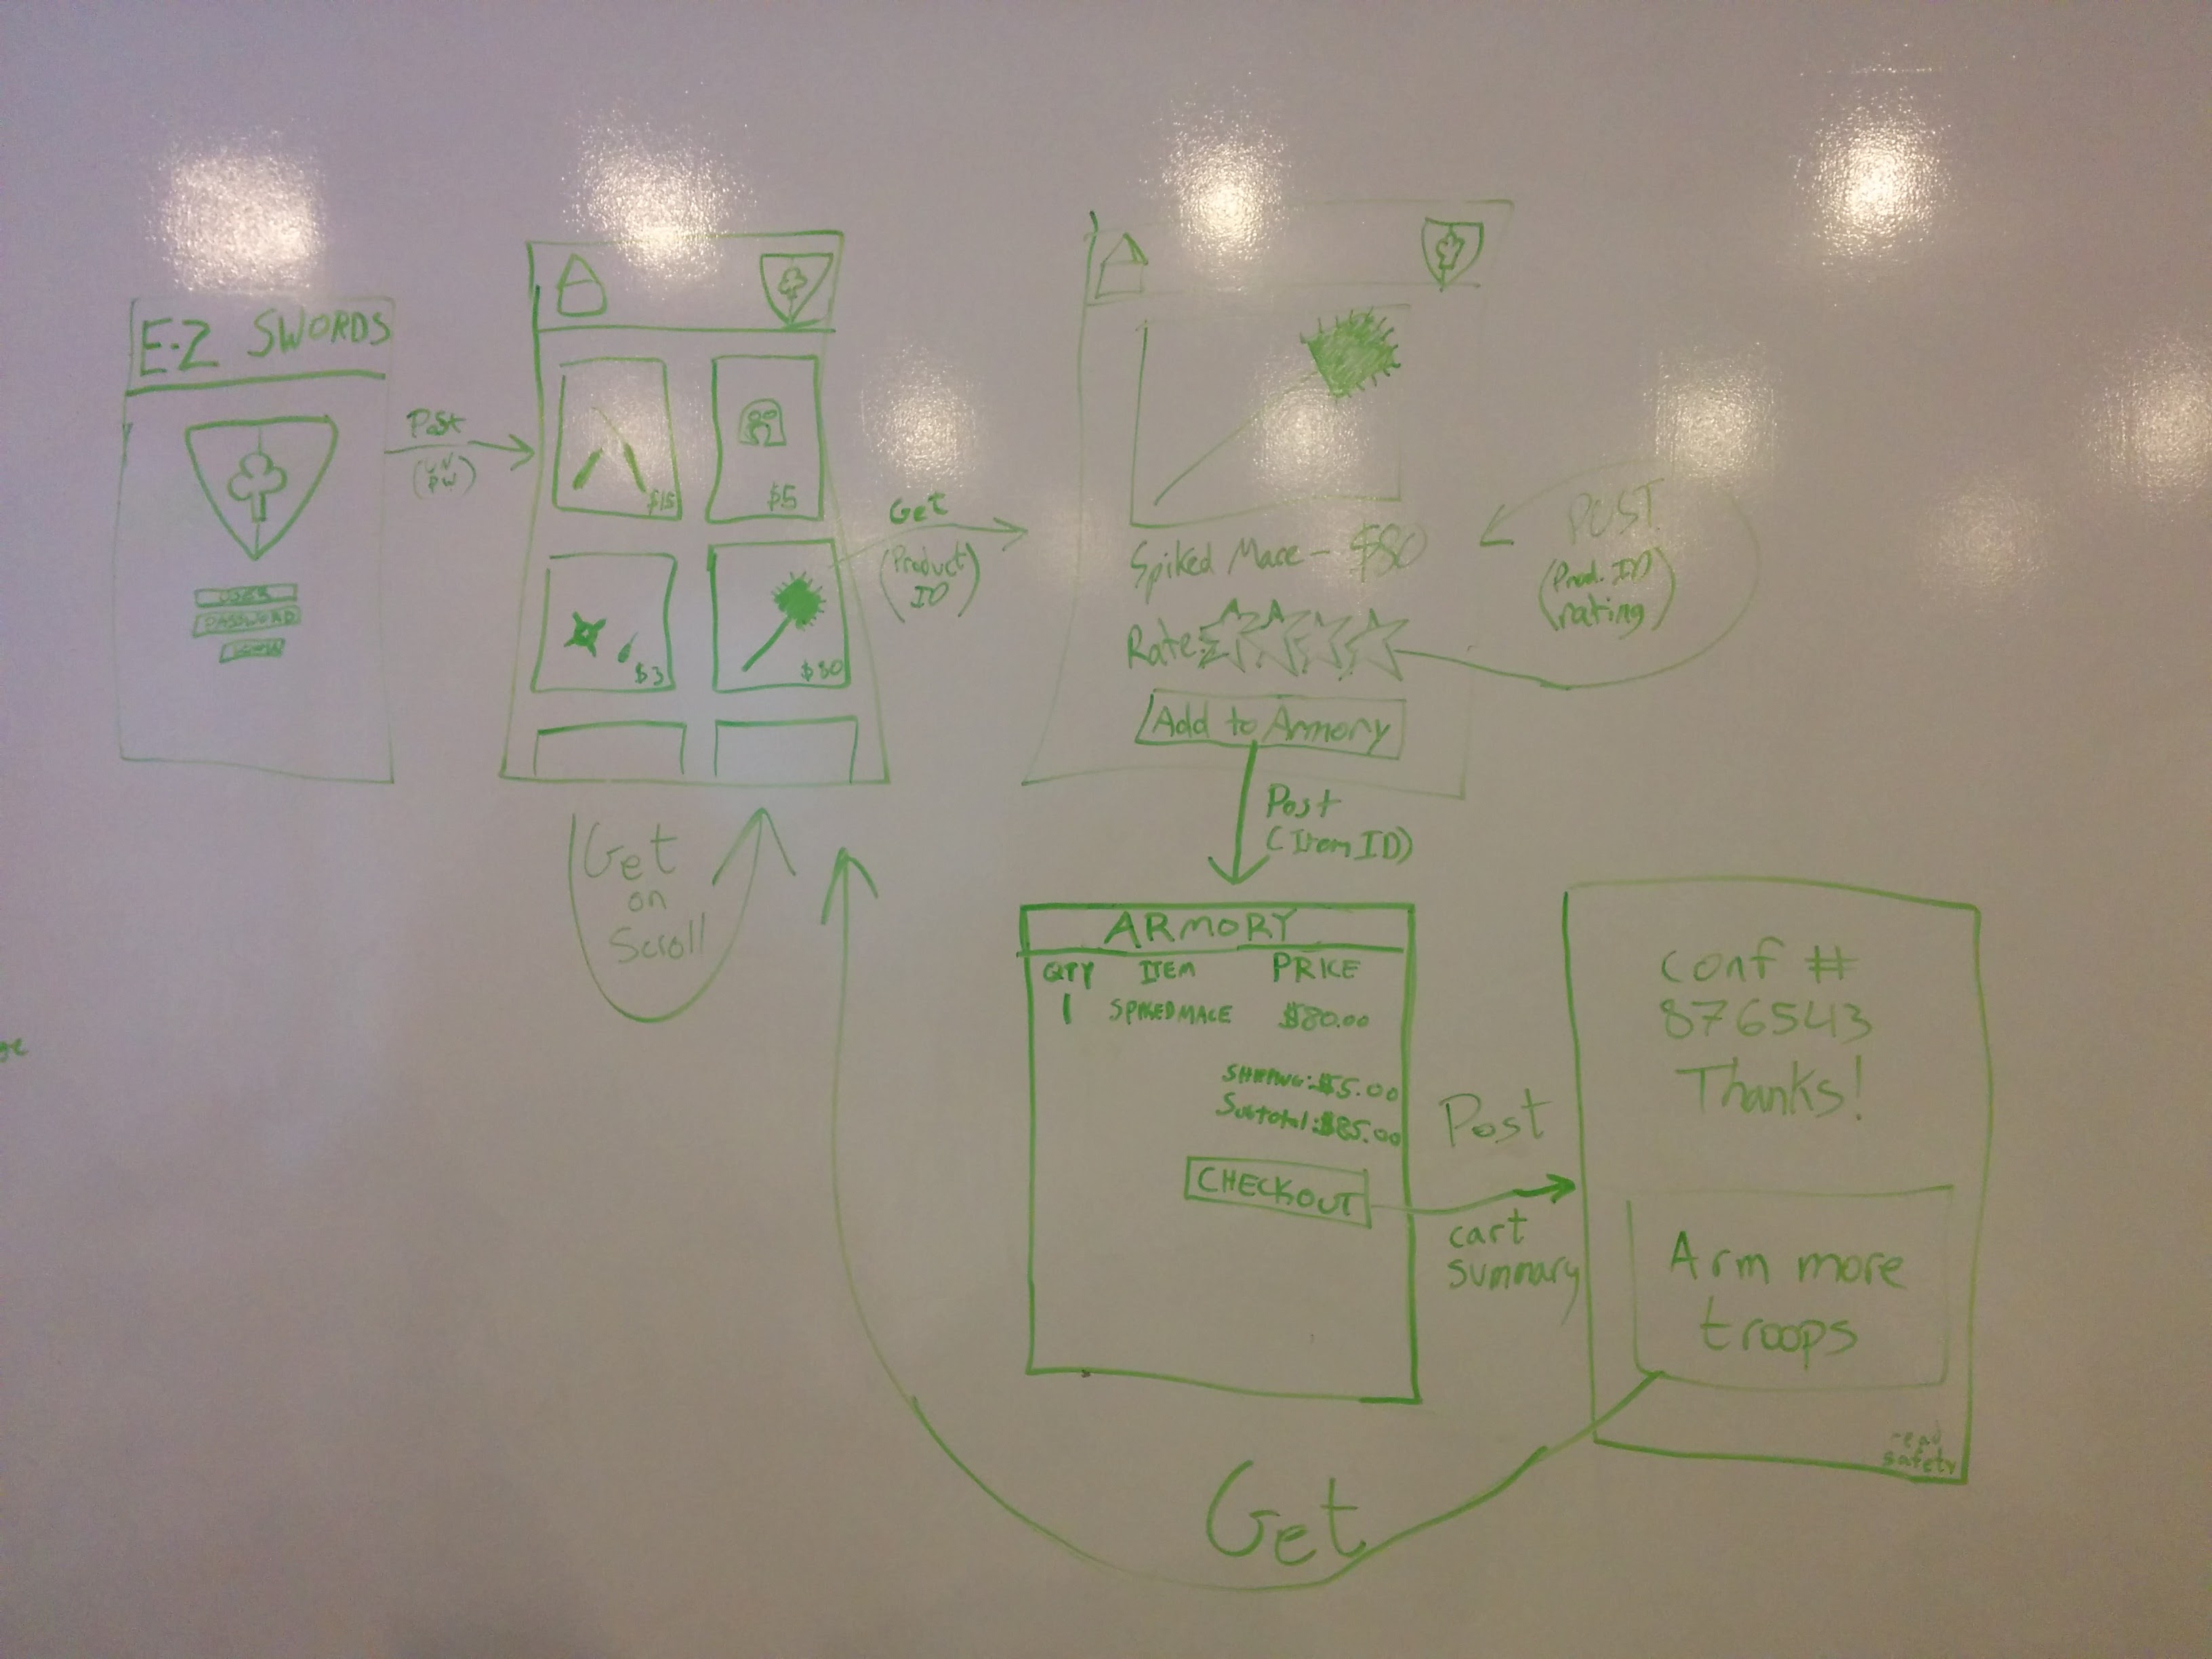 E-Z SWORDS
USER
PASSWORD
LOGIN
Post
(UN
PW)
$15
$5
$3
$80
Get
on
Scroll
Get
(Product
ID)
Spiked Mace - $80
Rate:
Add to Armory
POST
(Prod. ID
rating)
Post
(Item ID)
ARMORY
QTY ITEM PRICE
1 SPIKED MACE $80.00
SHIPPING: $5.00
Subtotal: $85.00
CHECKOUT
Post
cart
summary
Conf #
876543
Thanks!
Arm more
troops
read
safety
Get